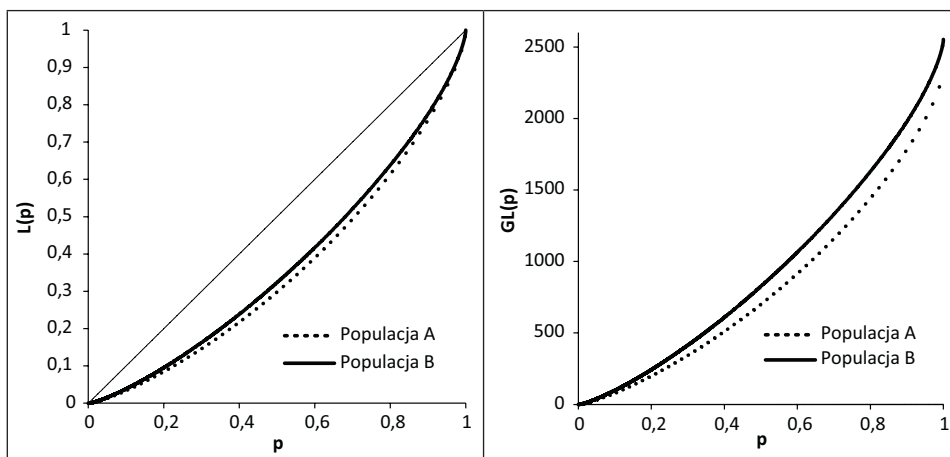 1
0,9
0,8
0,7
0,6
0,5
0,4
0,3
0,2
0,1
0
L(p)
0 0,2 0,4 0,6 0,8 1
p
Populacja A
Populacja B
2500
2000
1500
1000
500
0
GL(p)
0 0,2 0,4 0,6 0,8 1
p
Populacja A
Populacja B